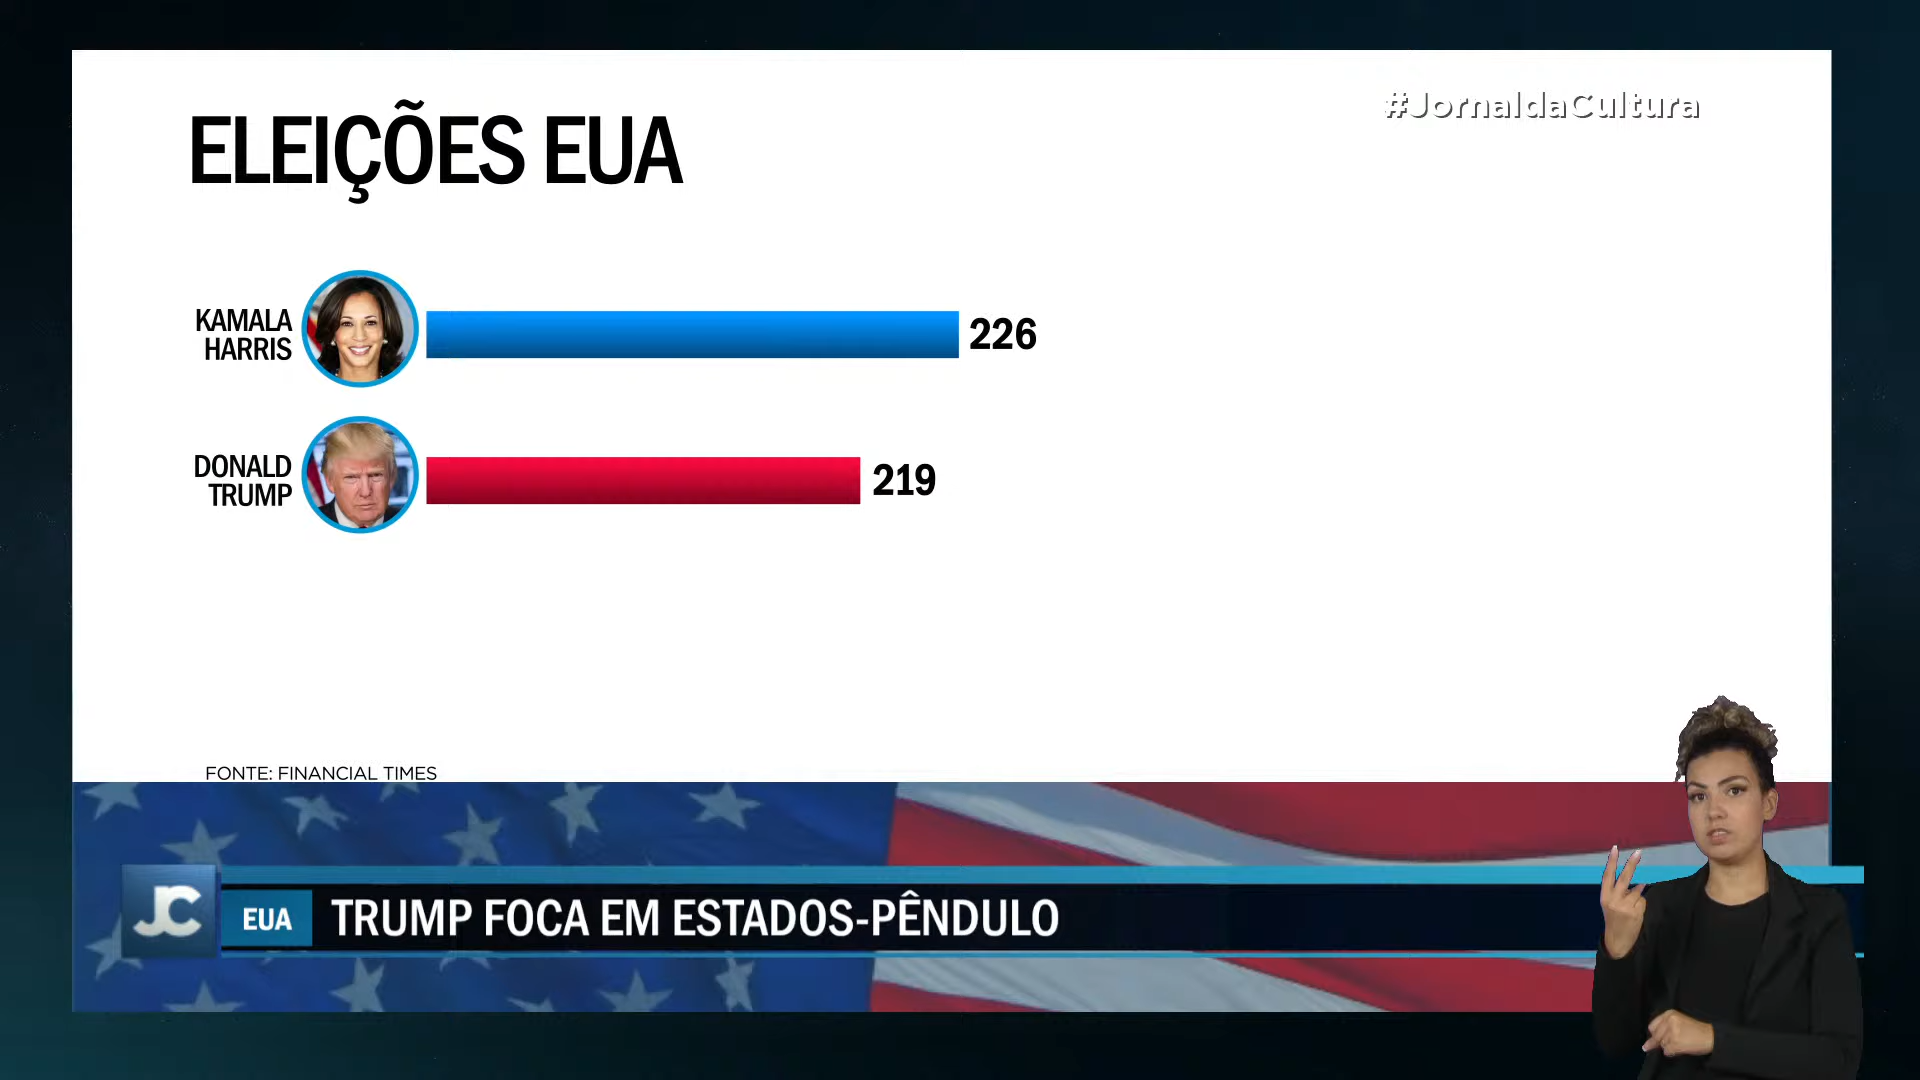 #JornaldaCultura
ELEIÇÕES EUA
KAMALA
HARRIS
226
DONALD
TRUMP
219
FONTE: FINANCIAL TIMES
JC
EUA
TRUMP FOCA EM ESTADOS-PÊNDULO